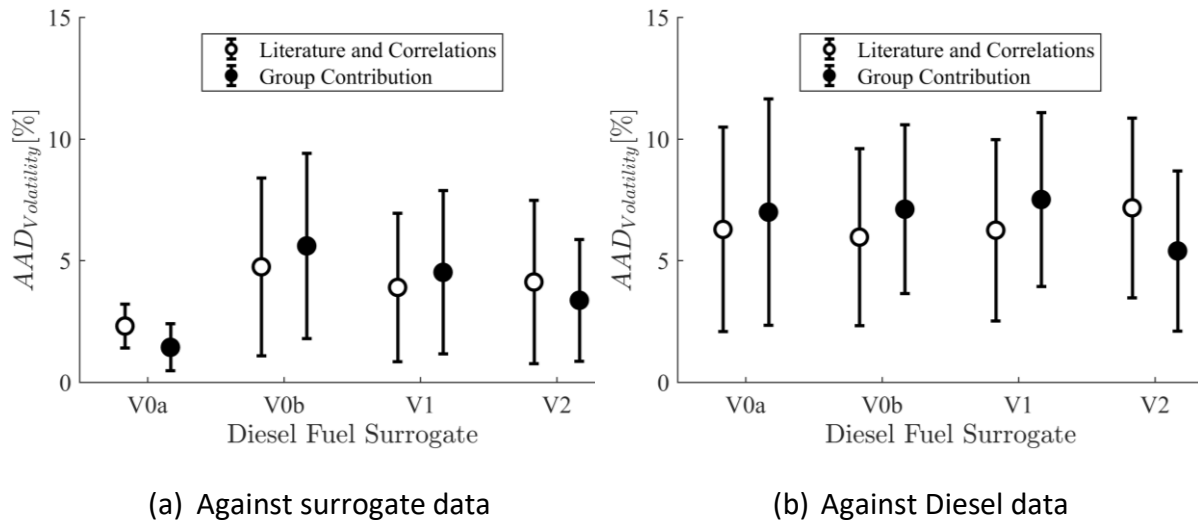 15
10
5
0
AAD_Volatility[%]
Literature and Correlations
Group Contribution
V0a V0b V1 V2
Diesel Fuel Surrogate
(a) Against surrogate data
15
10
5
0
AAD_Volatility[%]
Literature and Correlations
Group Contribution
V0a V0b V1 V2
Diesel Fuel Surrogate
(b) Against Diesel data